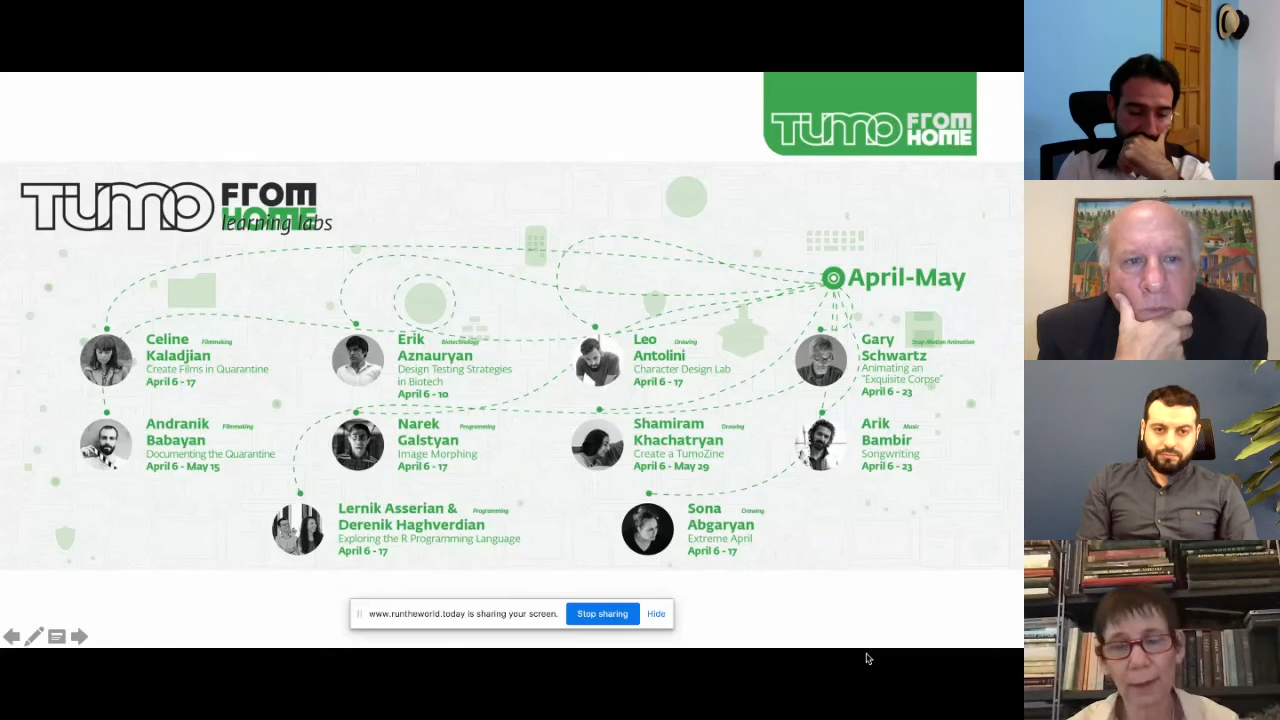 TUMO FROM
HOME
TUMO FROM
HOME
learning labs
April-May
Celine Filmmaking
Kaladjian
Create Films in Quarantine
April 6 - 17
Erik Biotechnology
Aznauryan
Design Testing Strategies
in Biotech
April 6 - 10
Leo Drawing
Antolini
Character Design Lab
April 6 - 17
Gary Stop-Motion Animation
Schwartz
Animating an
"Exquisite Corpse"
April 6 - 23
Andranik Filmmaking
Babayan
Documenting the Quarantine
April 6 - May 15
Narek Programming
Galstyan
Image Morphing
April 6 - 17
Shamiram Drawing
Khachatryan
Create a TumoZine
April 6 - May 29
Arik Music
Bambir
Songwriting
April 6 - 23
Lernik Asserian & Programming
Derenik Haghverdian
Exploring the R Programming Language
April 6 - 17
Sona Drawing
Abgaryan
Extreme April
April 6 - 17
www.runtheworld.today is sharing your screen. Stop sharing Hide